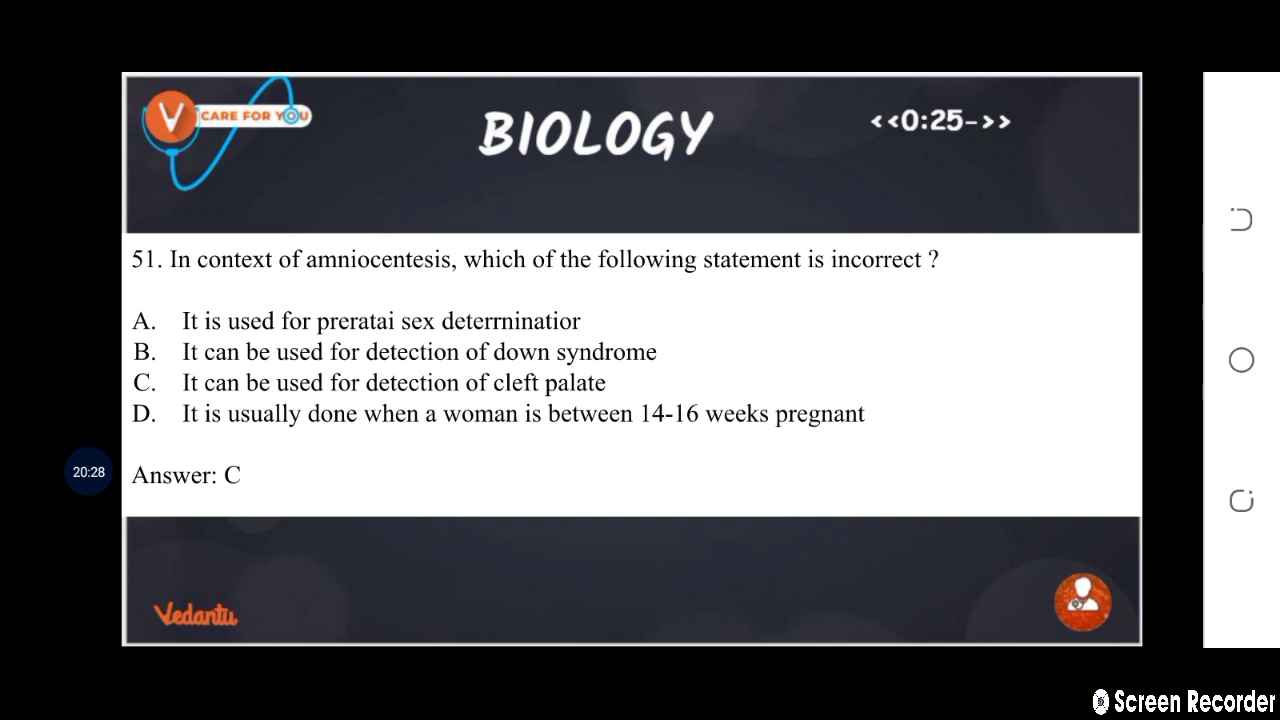 CARE FOR YOU
BIOLOGY
<<0:25->>
51. In context of amniocentesis, which of the following statement is incorrect ?
A. It is used for preratai sex deterrninatior
B. It can be used for detection of down syndrome
C. It can be used for detection of cleft palate
D. It is usually done when a woman is between 14-16 weeks pregnant
20:28
Answer: C
Vedantu
Screen Recorder